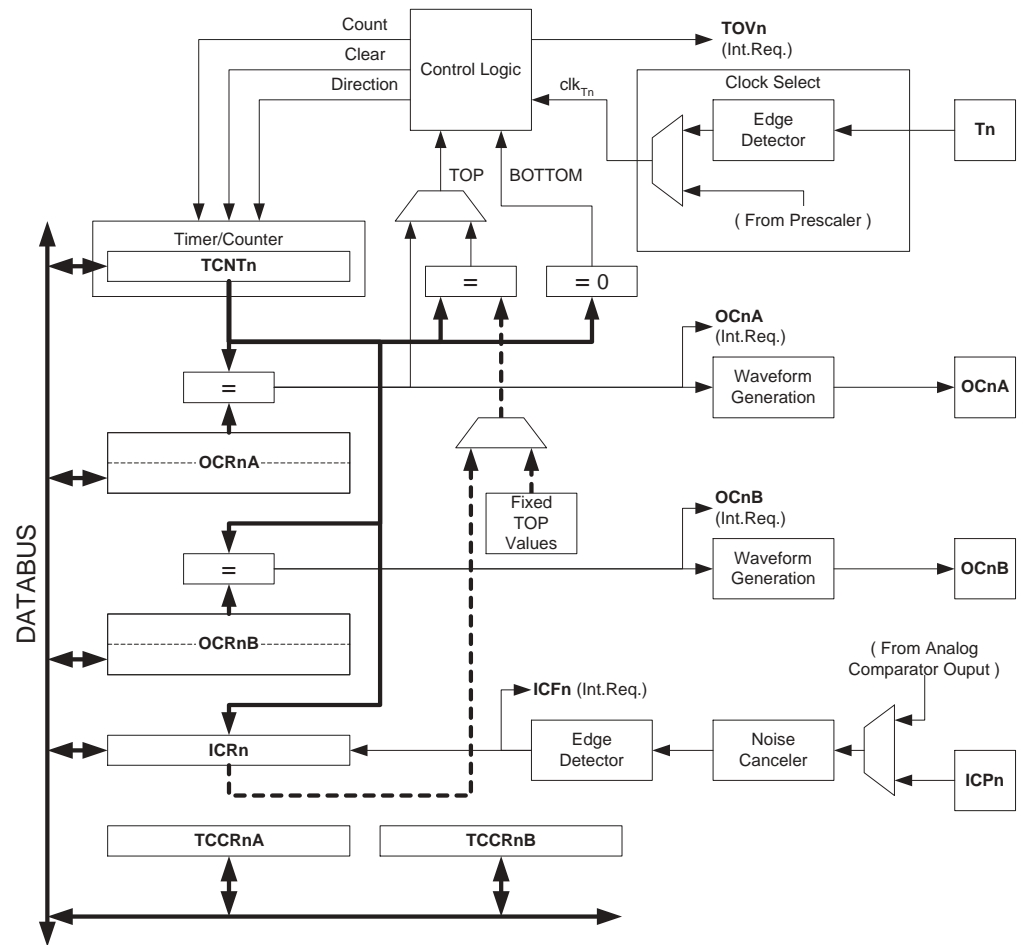 Count
Clear
Direction
Control Logic
TOVn
(Int.Req.)
clkTn
Clock Select
Edge
Detector
Tn
( From Prescaler )
TOP
BOTTOM
Timer/Counter
TCNTn
=
= 0
OCnA
(Int.Req.)
=
Waveform
Generation
OCnA
OCRnA
Fixed
TOP
Values
OCnB
(Int.Req.)
=
Waveform
Generation
OCnB
DATABUS
OCRnB
( From Analog
Comparator Ouput )
ICFn (Int.Req.)
ICRn
Edge
Detector
Noise
Canceler
ICPn
TCCRnA
TCCRnB